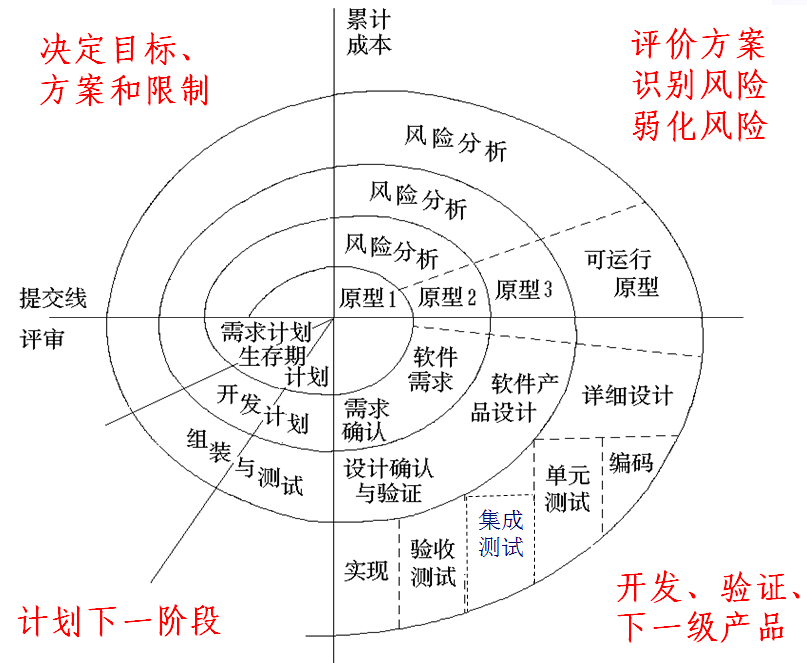 累计
成本
决定目标、
方案和限制
评价方案
识别风险
弱化风险
风险分析
风险分析
风险分析
可运行
原型
提交线
原型1
原型2
原型3
评审
需求计划
生存期
计划
软件
需求
软件产
品设计
详细设计
开发计划
需求
确认
组装与测试
设计确认
与验证
单元
测试
编码
集成
测试
实现
验收
测试
计划下一阶段
开发、验证、
下一级产品